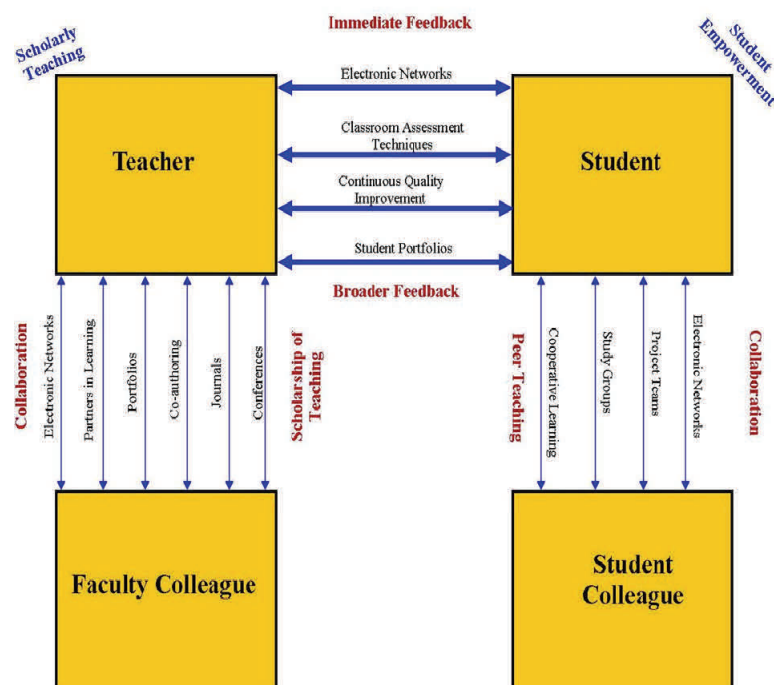 Immediate Feedback
Scholarly
Teaching
Student
Empowerment
Electronic Networks
Teacher
Classroom Assessment
Techniques
Student
Continuous Quality
Improvement
Student Portfolios
Broader Feedback
Collaboration
Electronic Networks
Partners in Learning
Portfolios
Co-authoring
Journals
Conferences
Scholarship of
Teaching
Peer Teaching
Cooperative Learning
Study Groups
Project Teams
Electronic Networks
Collaboration
Faculty Colleague
Student
Colleague